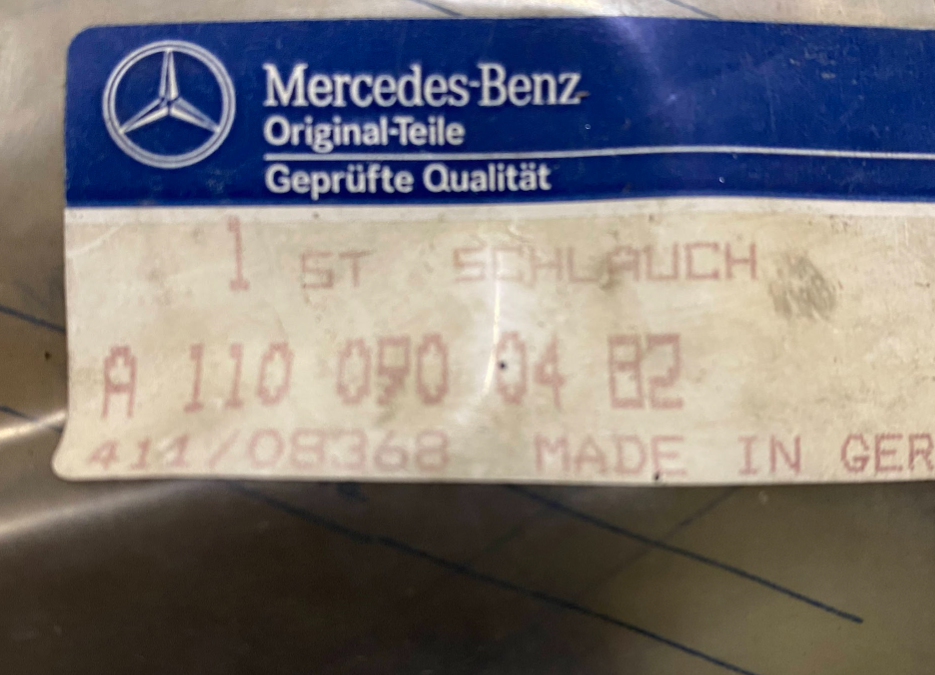 Mercedes-Benz
Original-Teile
Geprüfte Qualität
1 ST SCHLAUCH
A 110 090 04 82
411/08368 MADE IN GER